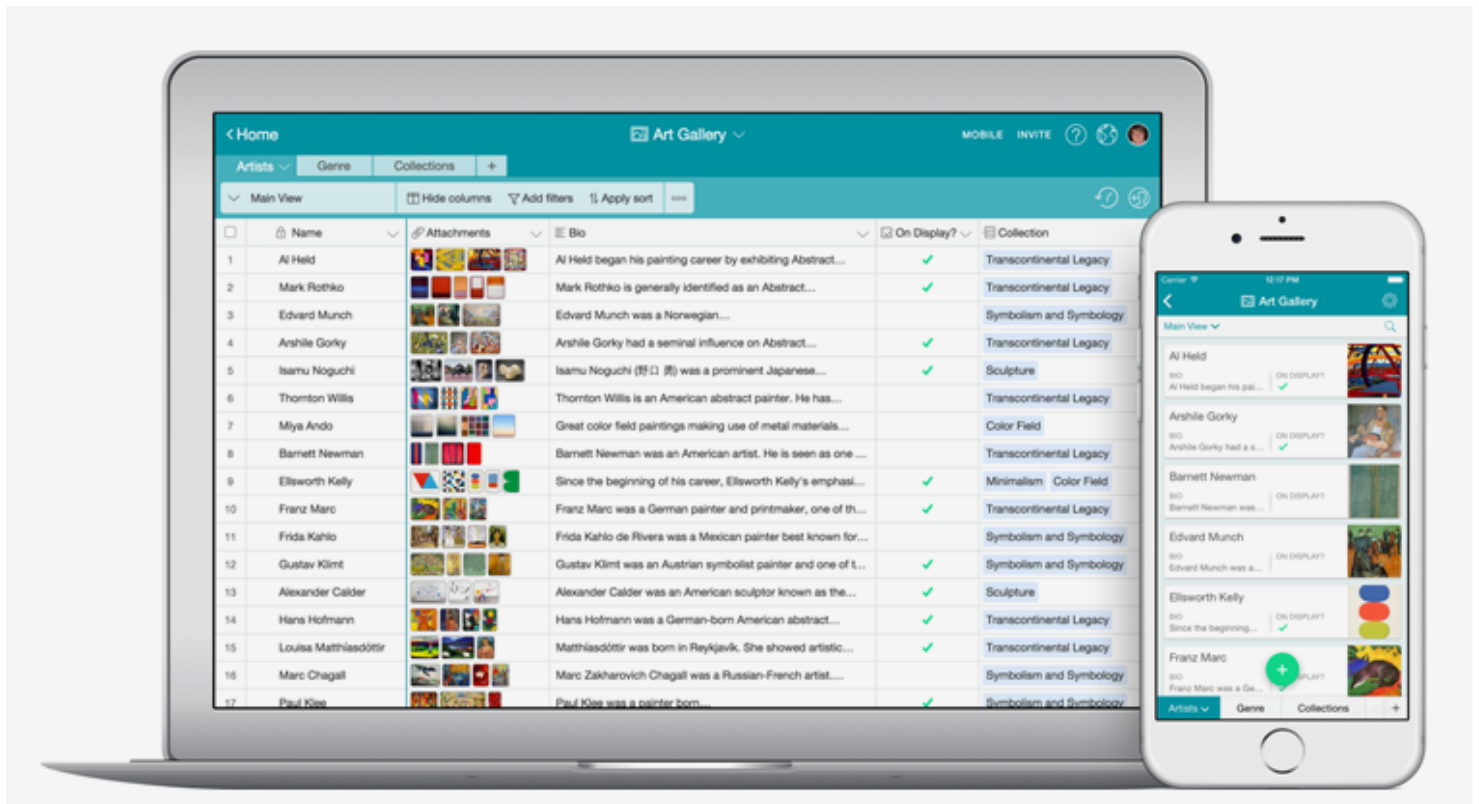 Home
Art Gallery
MOBILE INVITE ?
Artists Genre Collections +
Main View Hide columns Add filters Apply sort
Name Attachments Bio On Display? Collection
1 Al Held Al Held began his painting career by exhibiting Abstract... Transcontinental Legacy
2 Mark Rothko Mark Rothko is generally identified as an Abstract... Transcontinental Legacy
3 Edvard Munch Edvard Munch was a Norwegian.... Symbolism and Symbology
4 Arshile Gorky Arshile Gorky had a seminal influence on Abstract.... Transcontinental Legacy
5 Isamu Noguchi Isamu Noguchi (野口 勇) was a prominent Japanese.... Sculpture
6 Thornton Willis Thornton Willis is an American abstract painter. He has... Transcontinental Legacy
7 Miya Ando Great color field paintings making use of metal materials... Color Field
8 Barnett Newman Barnett Newman was an American artist. He is seen as one ... Transcontinental Legacy
9 Ellsworth Kelly Since the beginning of his career, Ellsworth Kelly's emphasi... Minimalism Color Field
10 Franz Marc Franz Marc was a German painter and printmaker, one of th... Transcontinental Legacy
11 Frida Kahlo Frida Kahlo de Rivera was a Mexican painter best known for... Symbolism and Symbology
12 Gustav Klimt Gustav Klimt was an Austrian symbolist painter and one of t... Symbolism and Symbology
13 Alexander Calder Alexander Calder was an American sculptor known as the... Sculpture
14 Hans Hofmann Hans Hofmann was a German-born American abstract.... Transcontinental Legacy
15 Louisa Matthíasdóttir Matthíasdóttir was born in Reykjavík. She showed artistic... Transcontinental Legacy
16 Marc Chagall Marc Zakharovich Chagall was a Russian-French artist.... Symbolism and Symbology
17 Paul Klee Paul Klee was a painter born.... Symbolism and Symbology
Carrier 12:17 PM
Art Gallery
Main View
Al Held
BIO ON DISPLAY?
Al Held began his pai...
Arshile Gorky
BIO ON DISPLAY?
Arshile Gorky had a s...
Barnett Newman
BIO ON DISPLAY?
Barnett Newman was...
Edvard Munch
BIO ON DISPLAY?
Edvard Munch was a...
Ellsworth Kelly
BIO ON DISPLAY?
Since the beginning...
Franz Marc
BIO
Franz Marc was a Ge...
Artists Genre Collections +